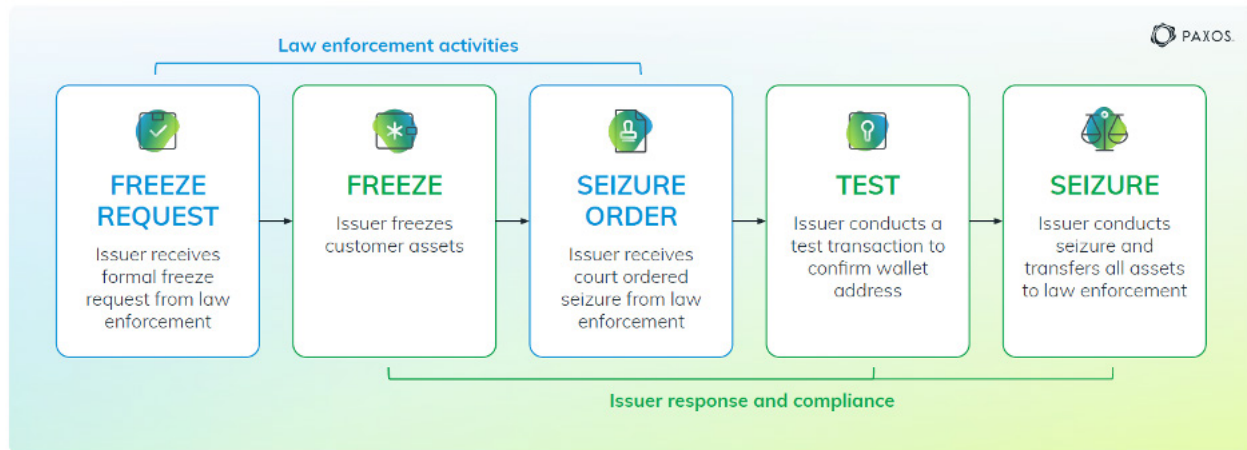 Law enforcement activities
PAXOS
FREEZE
REQUEST
Issuer receives
formal freeze
request from law
enforcement
FREEZE
Issuer freezes
customer assets
SEIZURE
ORDER
Issuer receives
court ordered
seizure from law
enforcement
TEST
Issuer conducts a
test transaction to
confirm wallet
address
SEIZURE
Issuer conducts
seizure and
transfers all assets
to law enforcement
Issuer response and compliance